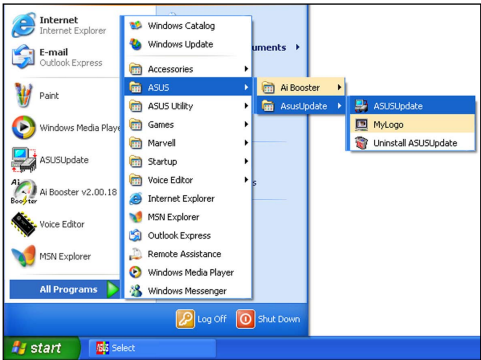 Internet
Internet Explorer
E-mail
Outlook Express
Paint
Windows Media Playe
ASUSUpdate
Ai Booster v2.00.18
Voice Editor
MSN Explorer
All Programs
Windows Catalog
Windows Update
Accessories
ASUS
ASUS Utility
Games
Marvell
Startup
Voice Editor
Internet Explorer
MSN Explorer
Outlook Express
Remote Assistance
Windows Media Player
Windows Messenger
uments
s
Ai Booster
AsusUpdate
ASUSUpdate
MyLogo
Uninstall ASUSUpdate
Log Off
Shut Down
start
Select